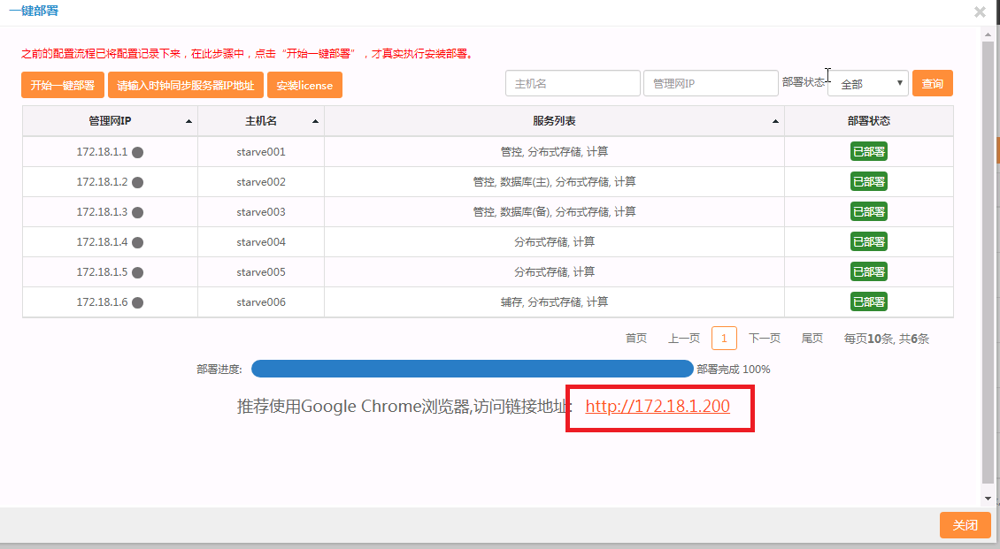 一键部署
之前的配置流程已将配置记录下来，在此步骤中，点击“开始一键部署”，才真实执行安装部署。
开始一键部署 请输入时钟同步服务器IP地址 安装license 主机名 管理网IP 部署状态 全部 查询
管理网IP 主机名 服务列表 部署状态
172.18.1.1 starve001 管控, 分布式存储, 计算 已部署
172.18.1.2 starve002 管控, 数据库(主), 分布式存储, 计算 已部署
172.18.1.3 starve003 管控, 数据库(备), 分布式存储, 计算 已部署
172.18.1.4 starve004 分布式存储, 计算 已部署
172.18.1.5 starve005 分布式存储, 计算 已部署
172.18.1.6 starve006 辅存, 分布式存储, 计算 已部署
首页 上一页 1 下一页 尾页 每页10条, 共6条
部署进度: 部署完成 100%
推荐使用Google Chrome浏览器,访问链接地址: http://172.18.1.200
关闭